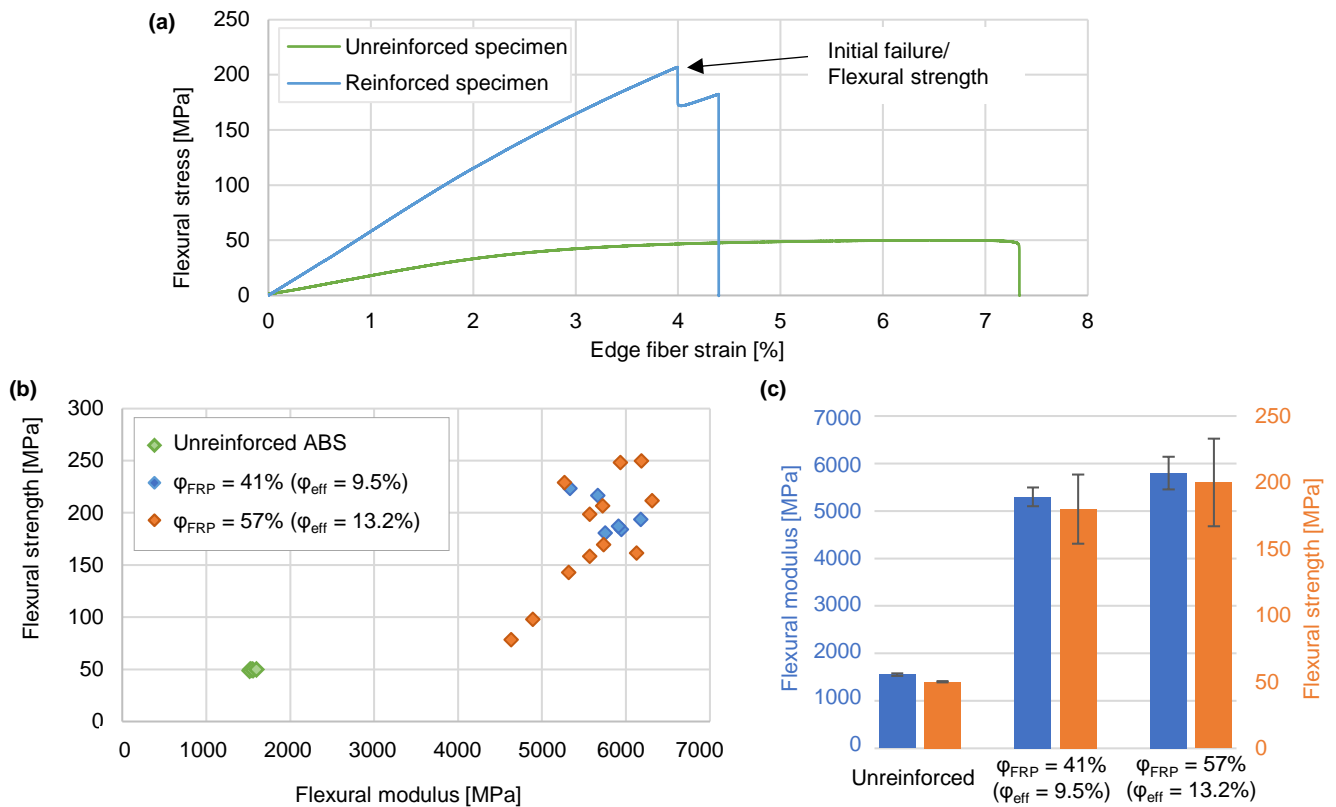 (a)
250
200
150
100
50
0
Flexural stress [MPa]
Unreinforced specimen
Reinforced specimen
Initial failure/
Flexural strength
0 1 2 3 4 5 6 7 8
Edge fiber strain [%]
(b)
300
250
200
150
100
50
0
Flexural strength [MPa]
Unreinforced ABS
φFRP = 41% (φeff = 9.5%)
φFRP = 57% (φeff = 13.2%)
0 1000 2000 3000 4000 5000 6000 7000
Flexural modulus [MPa]
(c)
7000
6000
5000
4000
3000
2000
1000
0
Flexural modulus [MPa]
250
200
150
100
50
0
Flexural strength [MPa]
Unreinforced
φFRP = 41%
(φeff = 9.5%)
φFRP = 57%
(φeff = 13.2%)